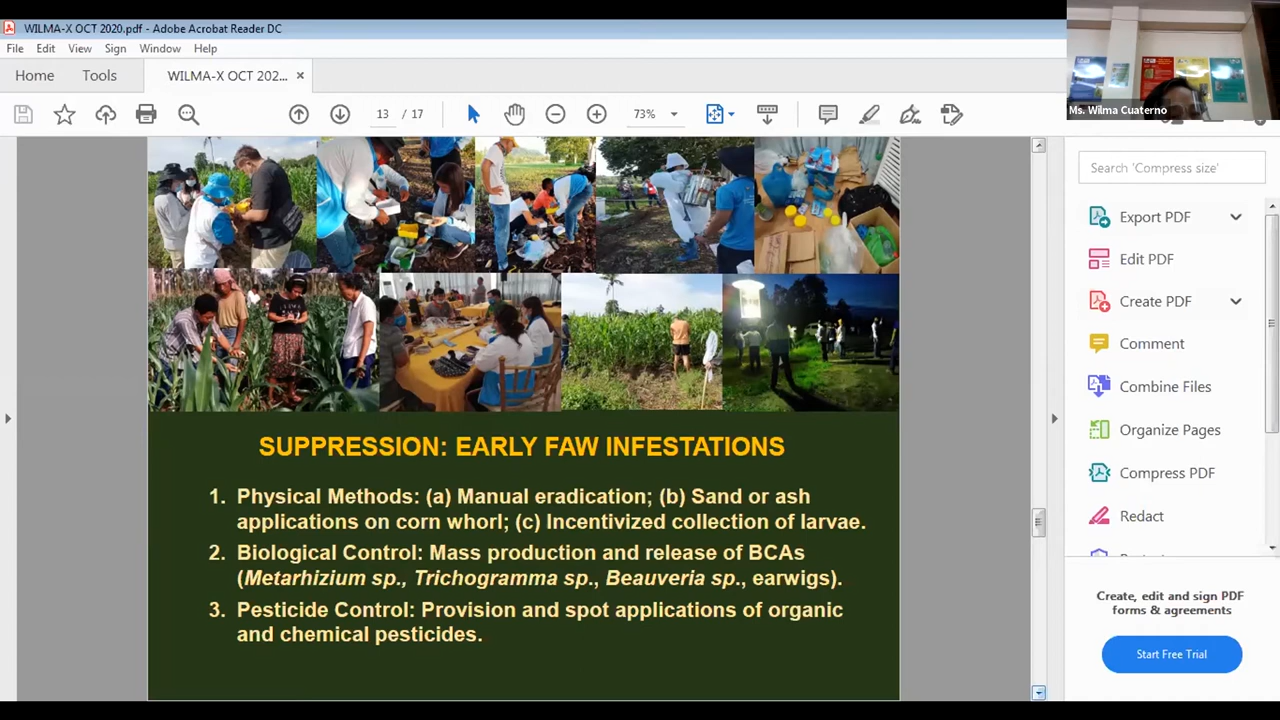 WILMA-X OCT 2020.pdf - Adobe Acrobat Reader DC
File Edit View Sign Window Help
Home Tools WILMA-X OCT 202... ×
13 / 17 73%
Ms. Wilma Cuaterno
Search 'Compress size'
Export PDF
Edit PDF
Create PDF
Comment
Combine Files
Organize Pages
Compress PDF
Redact
Create, edit and sign PDF
forms & agreements
Start Free Trial
SUPPRESSION: EARLY FAW INFESTATIONS
1. Physical Methods: (a) Manual eradication; (b) Sand or ash
applications on corn whorl; (c) Incentivized collection of larvae.
2. Biological Control: Mass production and release of BCAs
(Metarhizium sp., Trichogramma sp., Beauveria sp., earwigs).
3. Pesticide Control: Provision and spot applications of organic
and chemical pesticides.